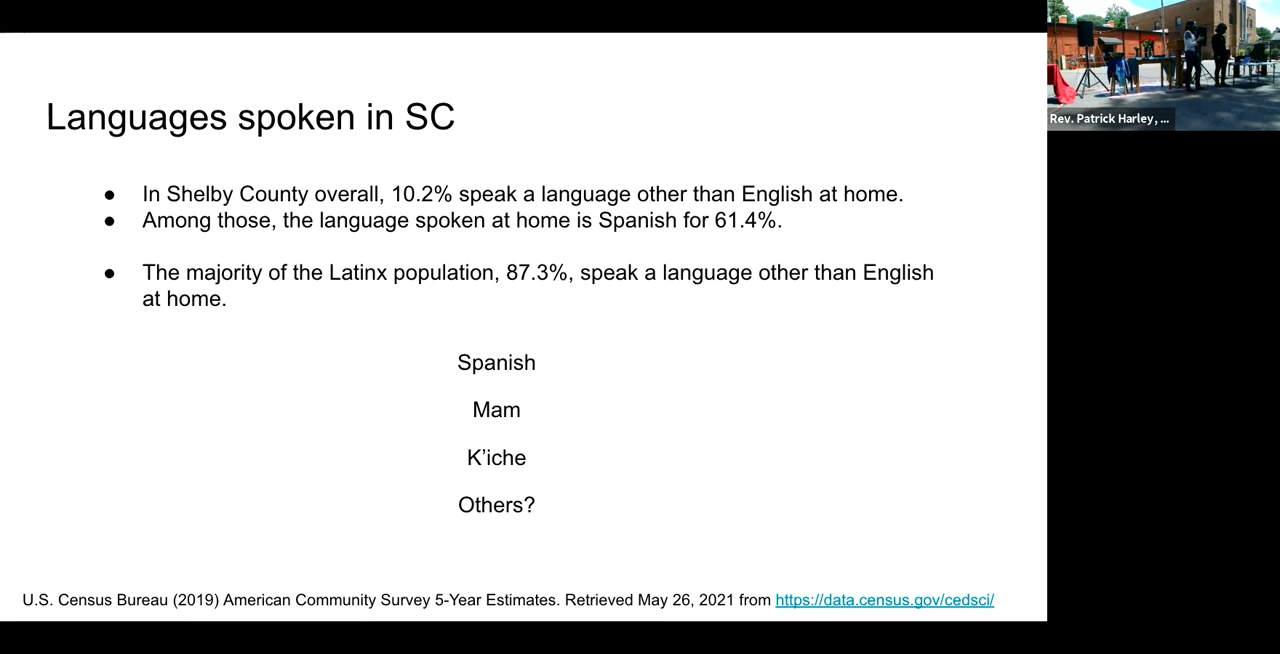 Languages spoken in SC
● In Shelby County overall, 10.2% speak a language other than English at home.
● Among those, the language spoken at home is Spanish for 61.4%.
● The majority of the Latinx population, 87.3%, speak a language other than English
at home.
Spanish
Mam
K’iche
Others?
U.S. Census Bureau (2019) American Community Survey 5-Year Estimates. Retrieved May 26, 2021 from https://data.census.gov/cedsci/
Rev. Patrick Harley, ...